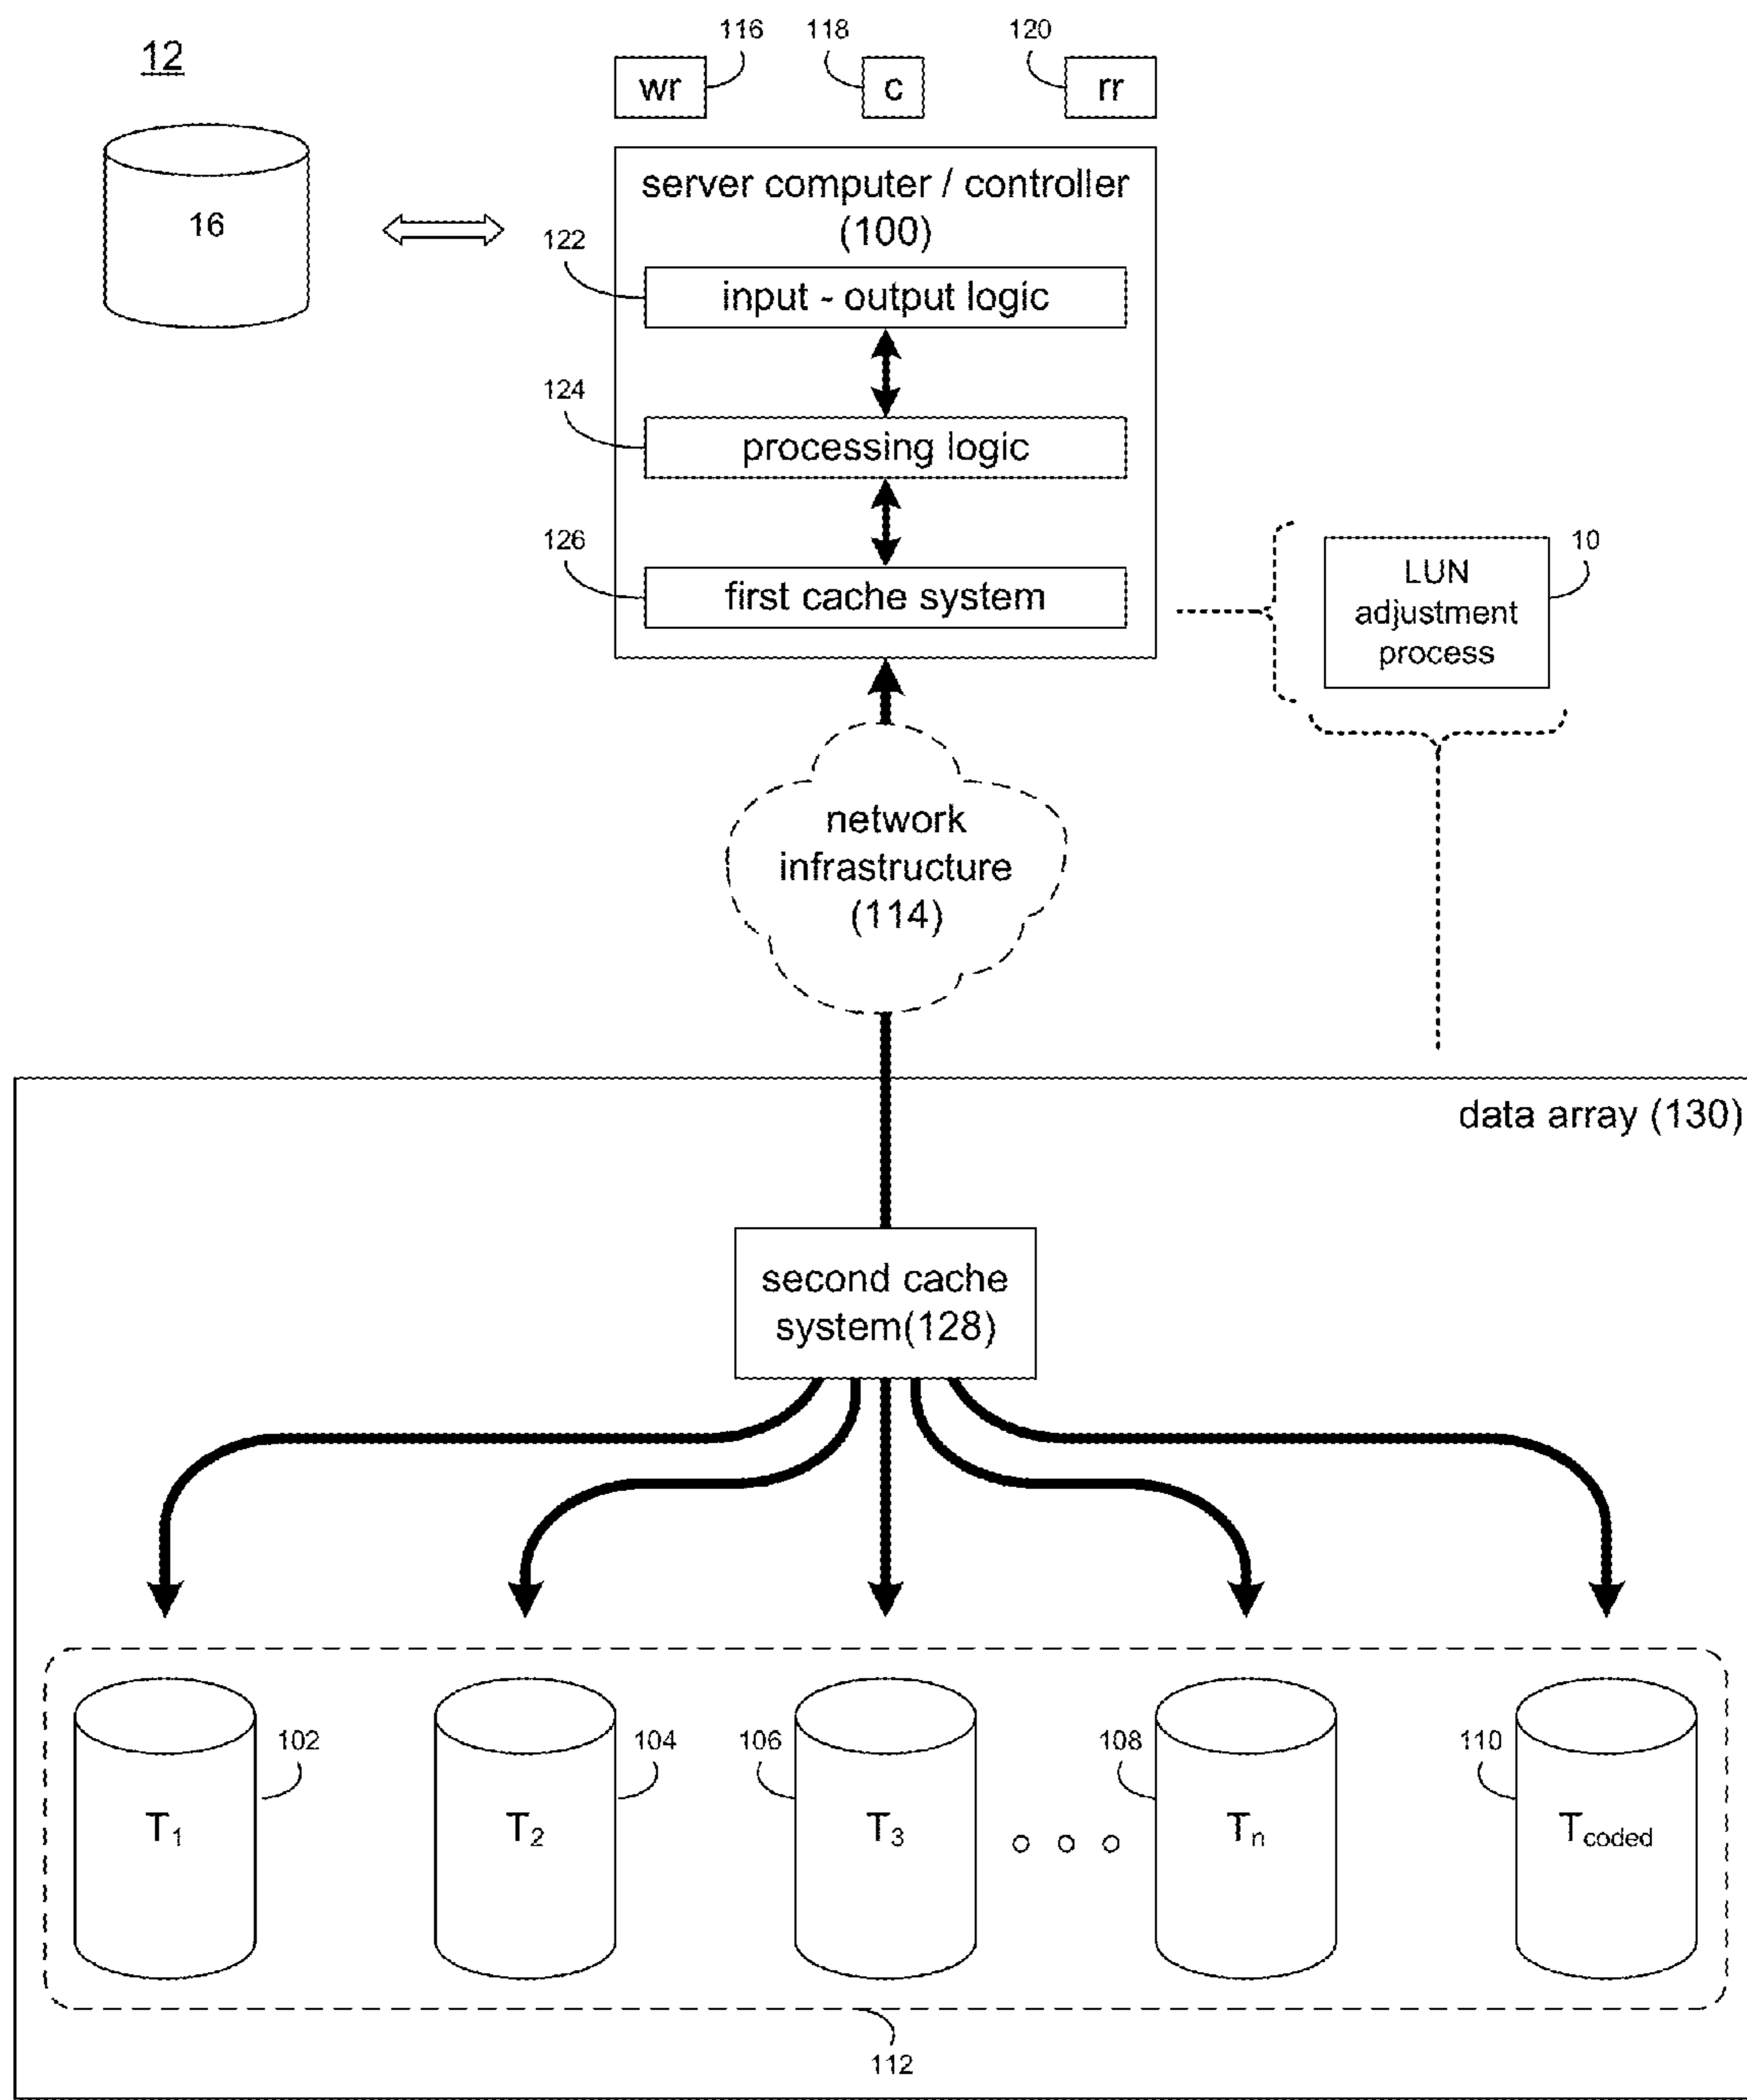 12
116
118
120
wr
c
rr
16
server computer / controller
(100)
122
input - output logic
124
processing logic
126
first cache system
10
LUN
adjustment
process
network
infrastructure
(114)
data array (130)
second cache
system(128)
102
104
106
108
110
T1
T2
T3
Tn
Tcoded
112